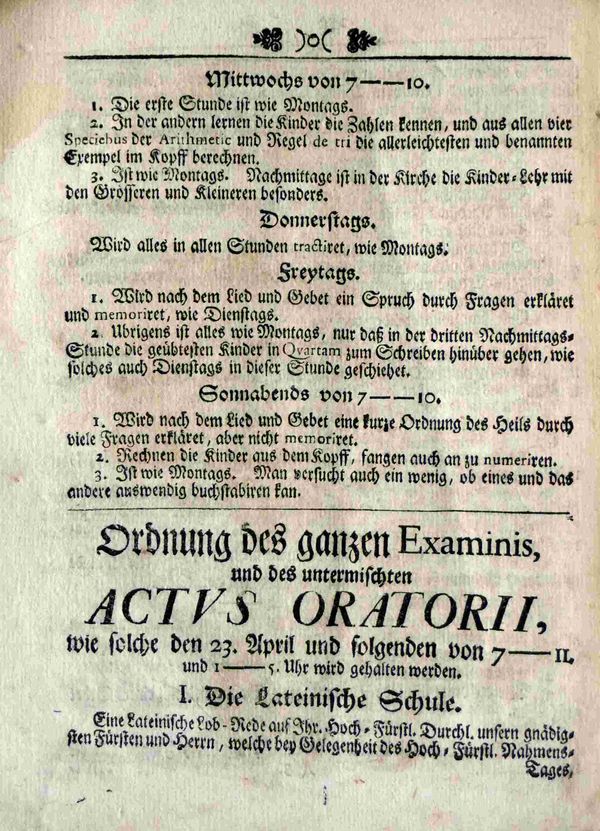 )o(
Mittwochs von 7——10.
1. Die erste Stunde ist wie Montags.
2. In der andern lernen die Kinder die Zahlen kennen, und aus allen vier
Speciebus der Arithmetic und Regel de tri die allerleichtesten und benannten
Exempel im Kopff berechnen.
3. Ist wie Montags. Nachmittage ist in der Kirche die Kinder-Lehr mit
den Grösseren und Kleineren besonders.
Donnerstags.
Wird alles in allen Stunden tractiret, wie Montags.
Freytags.
1. Wird nach dem Lied und Gebet ein Spruch durch Fragen erkläret
und memoriret, wie Dienstags.
2. Ubrigens ist alles wie Montags, nur daß in der dritten Nachmittags-
Stunde die geübtesten Kinder in Qvartam zum Schreiben hinüber gehen, wie
solches auch Dienstags in dieser Stunde geschiehet.
Sonnabends von 7——10.
1. Wird nach dem Lied und Gebet eine kurze Ordnung des Heils durch
viele Fragen erkläret, aber nicht memoriret.
2. Rechnen die Kinder aus dem Kopff, fangen auch an zu numeriren.
3. Ist wie Montags. Man versucht auch ein wenig, ob eines und das
andere auswendig buchstabiren kan.
Ordnung des ganzen Examinis,
und des untermischten
ACTVS ORATORII,
wie solche den 23. April und folgenden von 7——11.
und 1——5. Uhr wird gehalten werden.
I. Die Lateinische Schule.
Eine Lateinische Lob-Rede auf Ihr. Hoch-Fürstl. Durchl. unsern gnädig-
sten Fürsten und Herrn, welche bey Gelegenheit des Hoch-Fürstl. Nahmens-
Tages,